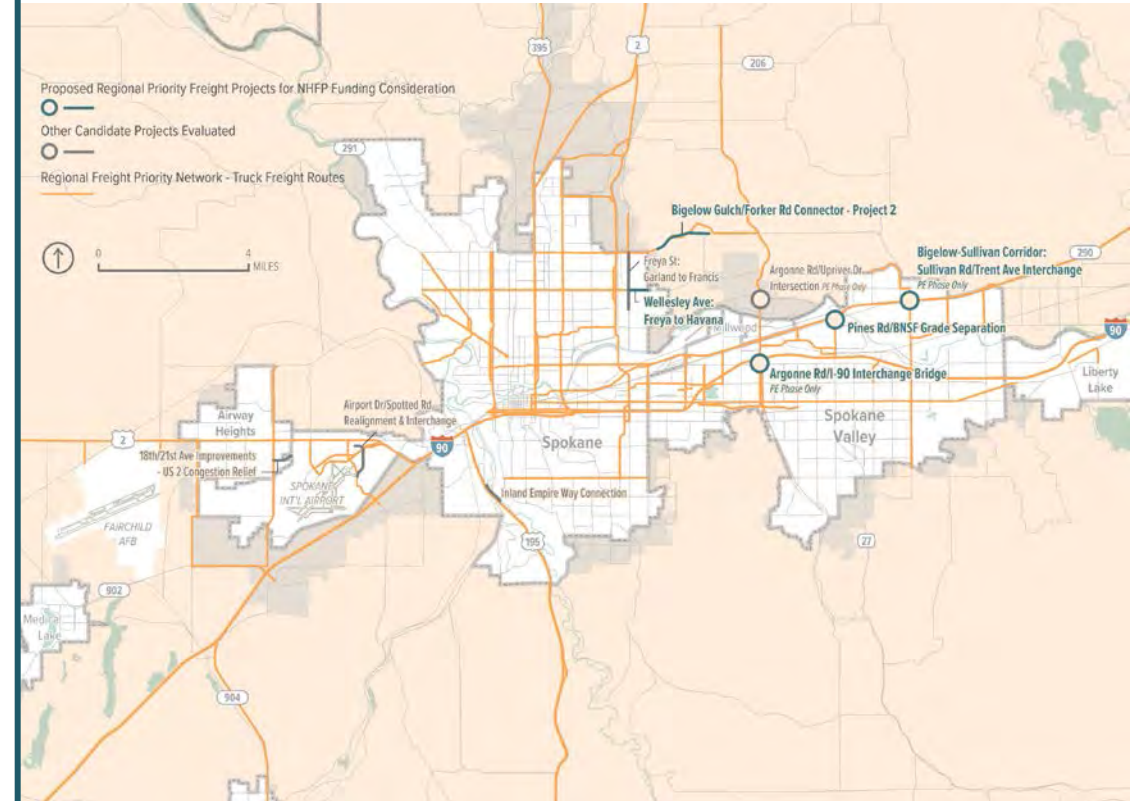 395
2
206
Proposed Regional Priority Freight Projects for NHFP Funding Consideration
Other Candidate Projects Evaluated
291
Regional Freight Priority Network - Truck Freight Routes
Bigelow Gulch/Forker Rd Connector - Project 2
0
4
MILES
Freya St:
Garland to Francis
Argonne Rd/Upriver Dr.
Intersection PE Phase Only
Bigelow-Sullivan Corridor:
Sullivan Rd/Trent Ave Interchange
PE Phase Only
290
Wellesley Ave:
Freya to Havana
Millwood
Pines Rd/BNSF Grade Separation
90
Argonne Rd/I-90 Interchange Bridge
PE Phase Only
Liberty
Lake
Airport Dr/Spotted Rd
Realignment & Interchange
Airway
Heights
2
90
Spokane
Spokane
Valley
18th/21st Ave Improvements
- US 2 Congestion Relief
SPOKANE
INT'L AIRPORT
Inland Empire Way Connection
FAIRCHILD
AFB
195
27
902
Medical
Lake
904